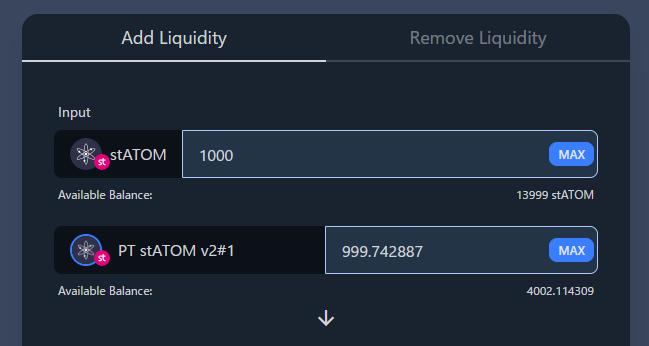 Add Liquidity Remove Liquidity
Input
st stATOM 1000 MAX
Available Balance: 13999 stATOM
st PT stATOM v2#1 999.742887 MAX
Available Balance: 4002.114309